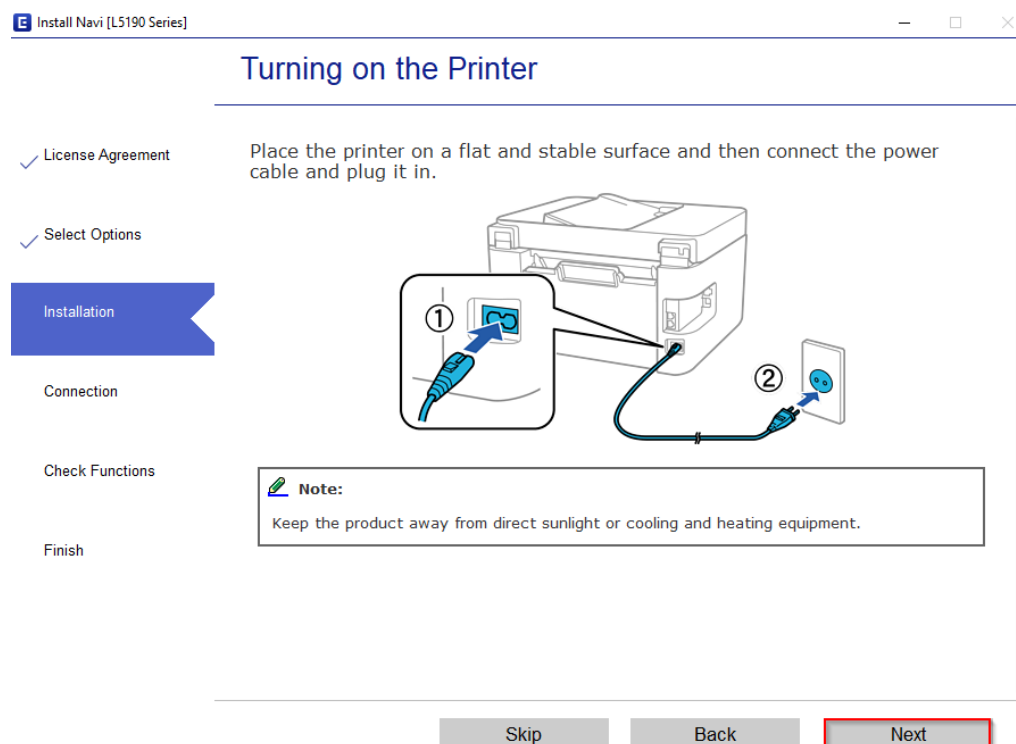 E Install Navi [L5190 Series]
Turning on the Printer
License Agreement
Select Options
Installation
Connection
Check Functions
Finish
Place the printer on a flat and stable surface and then connect the power
cable and plug it in.
①
②
Note:
Keep the product away from direct sunlight or cooling and heating equipment.
Skip Back Next